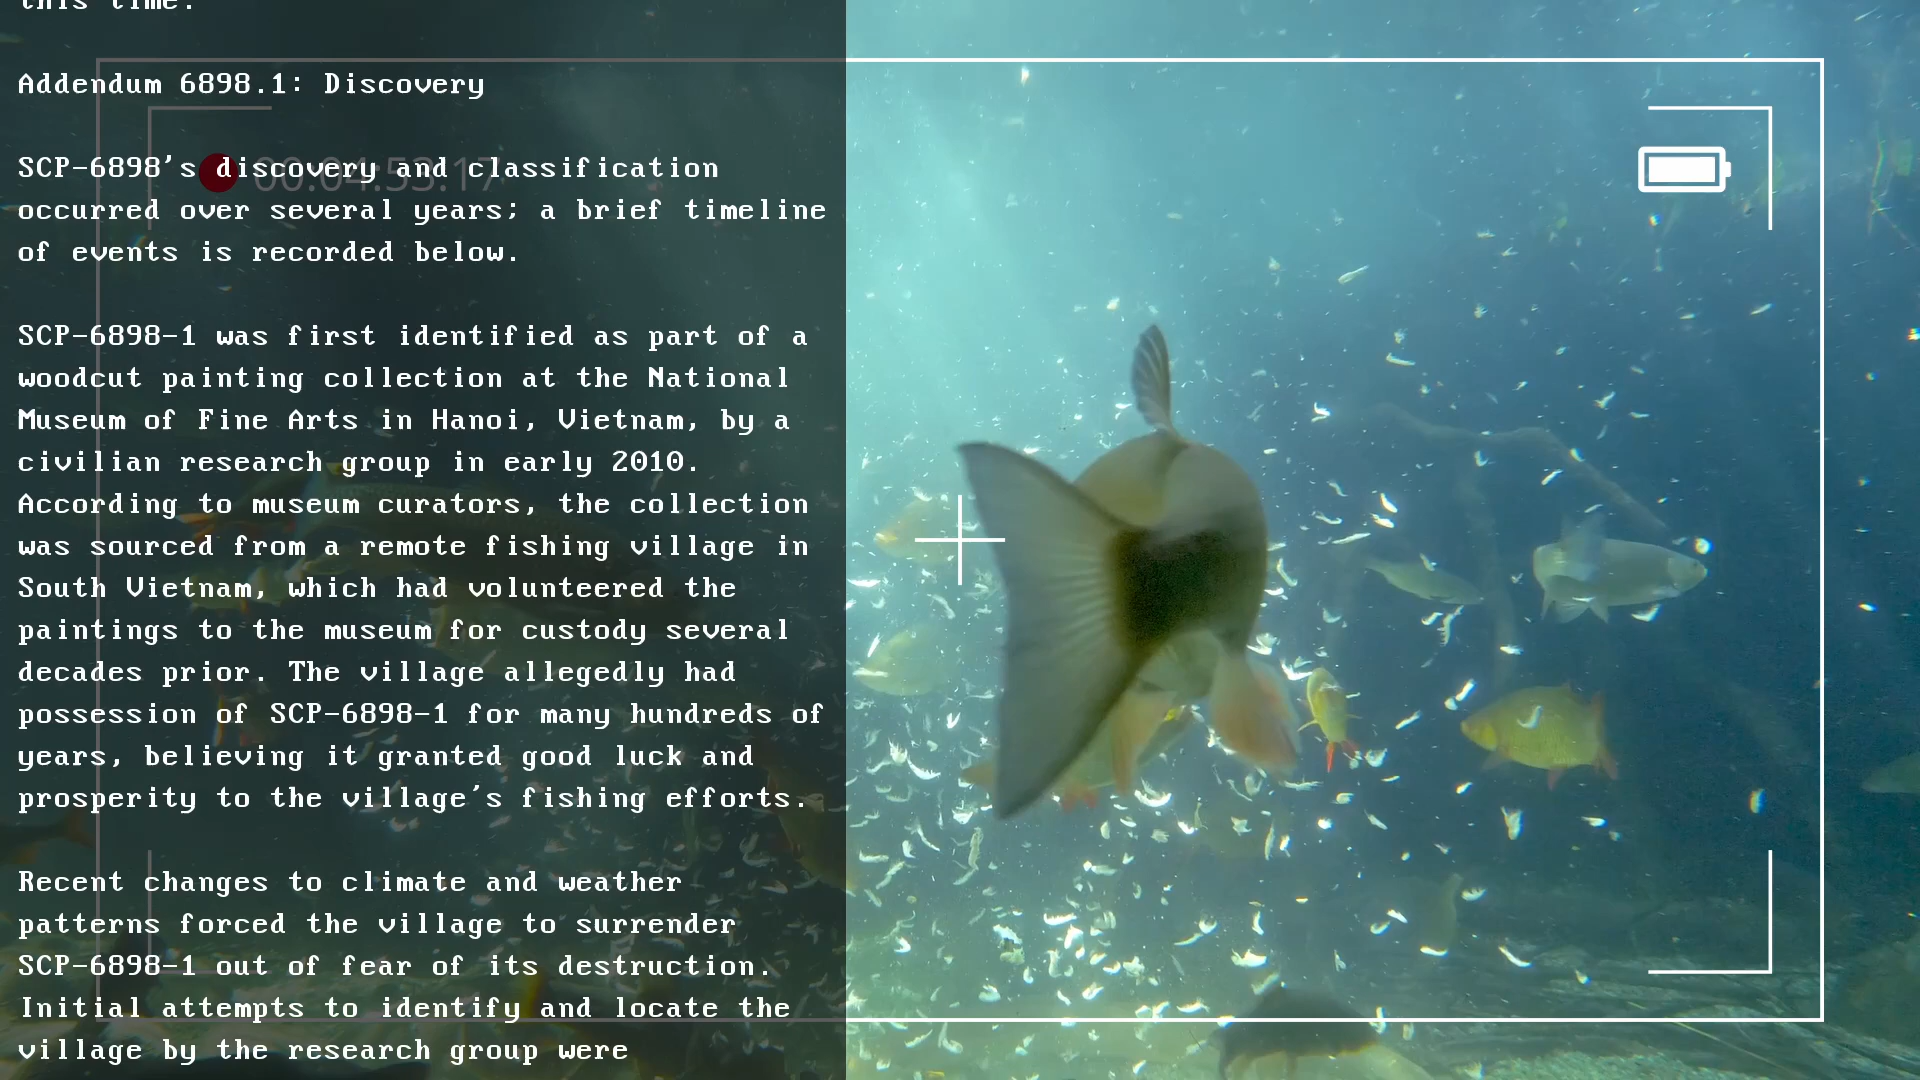 this time.
Addendum 6898.1: Discovery
00:04:53:17
SCP-6898's discovery and classification
occurred over several years; a brief timeline
of events is recorded below.
SCP-6898-1 was first identified as part of a
woodcut painting collection at the National
Museum of Fine Arts in Hanoi, Vietnam, by a
civilian research group in early 2010.
According to museum curators, the collection
was sourced from a remote fishing village in
South Vietnam, which had volunteered the
paintings to the museum for custody several
decades prior. The village allegedly had
possession of SCP-6898-1 for many hundreds of
years, believing it granted good luck and
prosperity to the village's fishing efforts.
Recent changes to climate and weather
patterns forced the village to surrender
SCP-6898-1 out of fear of its destruction.
Initial attempts to identify and locate the
village by the research group were